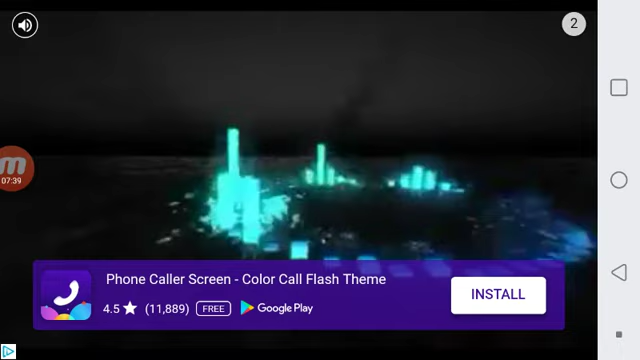 2
07:39
Phone Caller Screen - Color Call Flash Theme
4.5 ★ (11,889) FREE Google Play
INSTALL